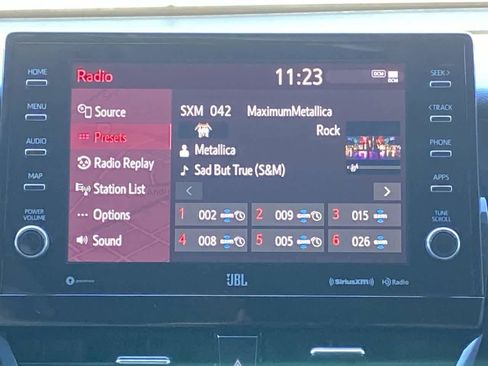 HOME
MENU
AUDIO
MAP
POWER
VOLUME
Radio
11:23
DCM
Source
Presets
Radio Replay
Station List
Options
Sound
SXM 042 MaximumMetallica
Rock
Metallica
Sad But True (S&M)
< >
1 002 2 009 3 015
4 008 5 005 6 026
SEEK >
< TRACK
PHONE
APPS
TUNE
SCROLL
JBL
SiriusXM HD Radio